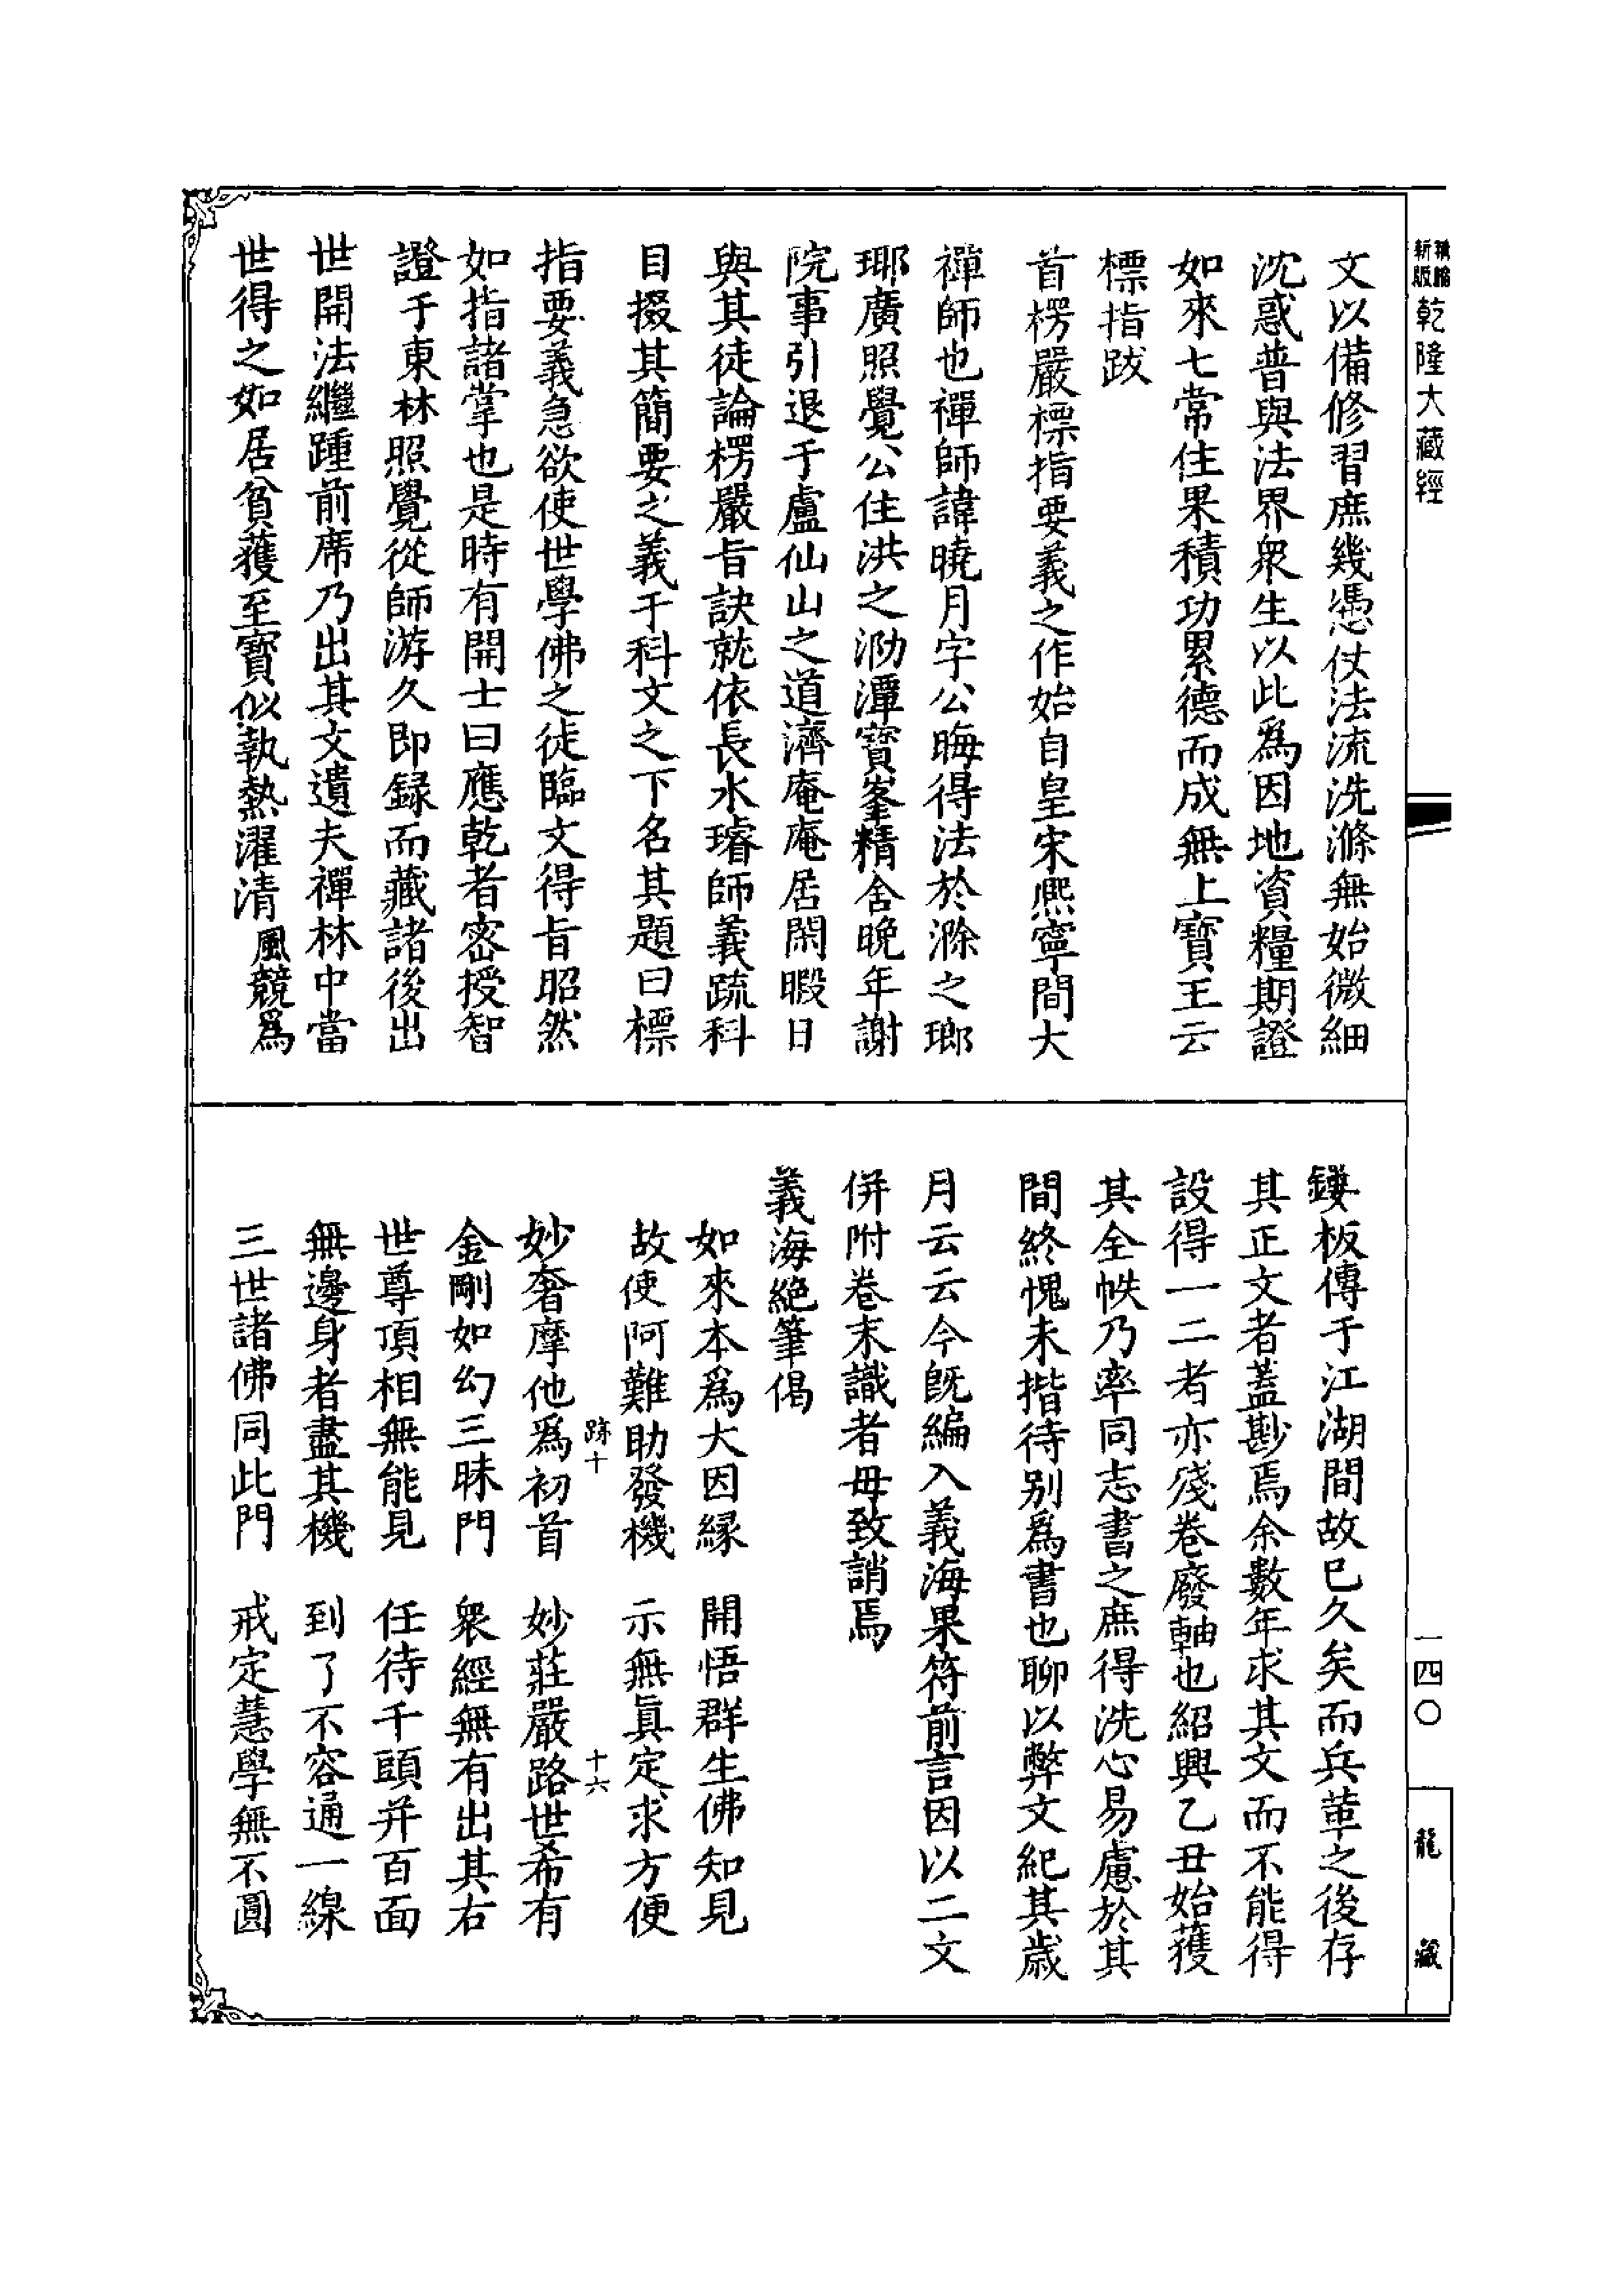 新版
精縮
乾隆大藏經
文以備修習庶幾憑仗法流洗滌無始微細
沈惑普與法界衆生以此爲因地資糧期證
如來七常住果積功累德而成無上寶王云
標指跋
首楞嚴標指要義之作始自皇宋熈寧間大
禪師也禪師諱曉月字公晦得法於滁之瑯
瑘廣照覺公住洪之泐潭寶峯精舍晚年謝
院事引退于盧仙山之道濟庵庵居閑暇日
與其徒論楞嚴旨訣就依長水璿師義疏科
目掇其簡要之義于科文之下名其題曰標
指要義急欲使世學佛之徒臨文得旨昭然
如指諸掌也是時有開士曰應乾者密授智
證于東林照覺從師游久即録而藏諸後出
世開法繼踵前席乃出其文遺夫禪林中當
世得之如居貧獲至寶似執熱濯清風競爲
鏤板傳于江湖間故巳久矣而兵革之後存
其正文者蓋尠焉余數年求其文而不能得
設得一二者亦殘卷廢軸也紹興乙丑始獲
其全帙乃率同志書之庶得洗心易慮於其
間終愧未揩待别爲書也聊以弊文紀其歳
月云云今旣編入義海果符前言因以二文
併附卷末識者毋致誚焉
義海絶筆偈
如來本爲大因縁 開悟群生佛知見
故使阿難助發機 示無眞定求方便
跡十 十六
妙奢摩他爲初首 妙莊嚴路世希有
金剛如幻三昧門 衆經無有出其右
世尊頂相無能見 任待千頭并百面
無邊身者盡其機 到了不容通一線
三世諸佛同此門 戒定慧學無不圓
一四〇
龍藏